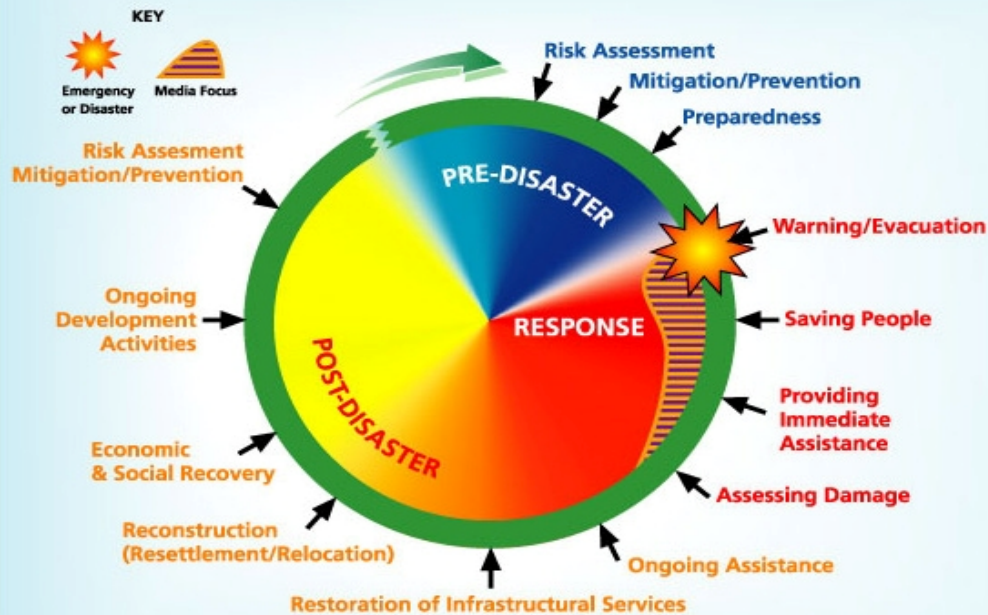 KEY
Emergency
or Disaster
Media Focus
Risk Assessment
Mitigation/Prevention
Preparedness
Warning/Evacuation
Saving People
Providing
Immediate
Assistance
Assessing Damage
Ongoing Assistance
Restoration of Infrastructural Services
Reconstruction
(Resettlement/Relocation)
Economic
& Social Recovery
Ongoing
Development
Activities
Risk Assesment
Mitigation/Prevention
PRE-DISASTER
RESPONSE
POST-DISASTER